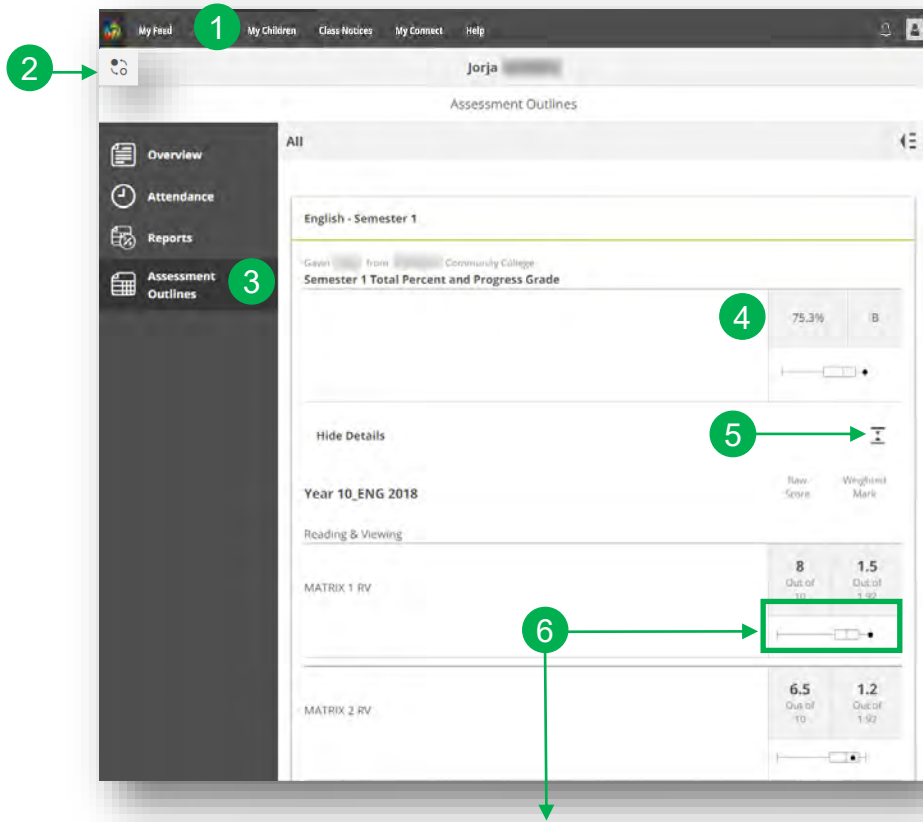 My Feed 1 My Children Class Notices My Connect Help
2
Jorja
Assessment Outlines
Overview
Attendance
Reports
Assessment
Outlines
3
All
English - Semester 1
Gavin from Community College
Semester 1 Total Percent and Progress Grade
4 75.3% B
Hide Details 5
Year 10_ENG 2018
Raw
Score
Weighted
Mark
Reading & Viewing
MATRIX 1 RV
8
Out of
10
1.5
Out of
1.92
6
MATRIX 2 RV
6.5
Out of
10
1.2
Out of
1.92